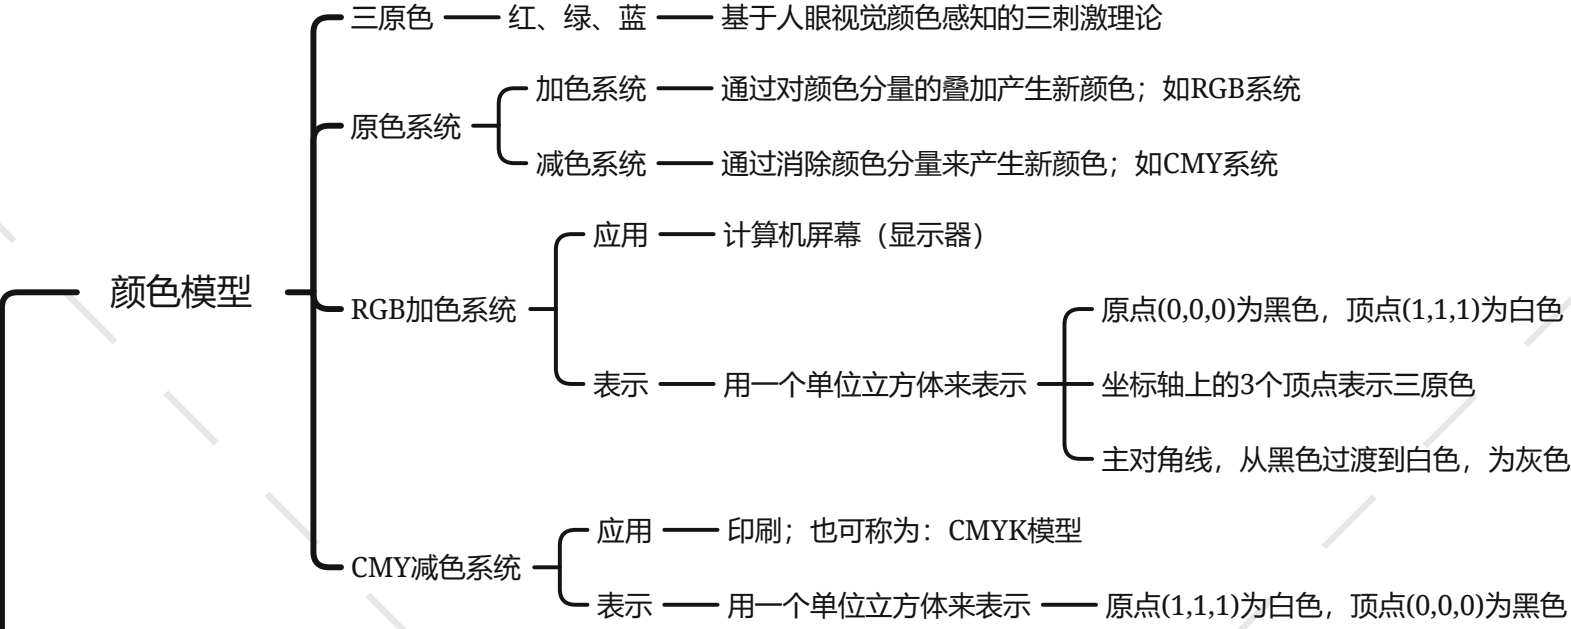 三原色
红、绿、蓝
基于人眼视觉颜色感知的三刺激理论
原色系统
加色系统
通过对颜色分量的叠加产生新颜色；如RGB系统
减色系统
通过消除颜色分量来产生新颜色；如CMY系统
颜色模型
RGB加色系统
应用
计算机屏幕（显示器）
表示
用一个单位立方体来表示
原点(0,0,0)为黑色，顶点(1,1,1)为白色
坐标轴上的3个顶点表示三原色
主对角线，从黑色过渡到白色，为灰色
CMY减色系统
应用
印刷；也可称为：CMYK模型
表示
用一个单位立方体来表示
原点(1,1,1)为白色，顶点(0,0,0)为黑色